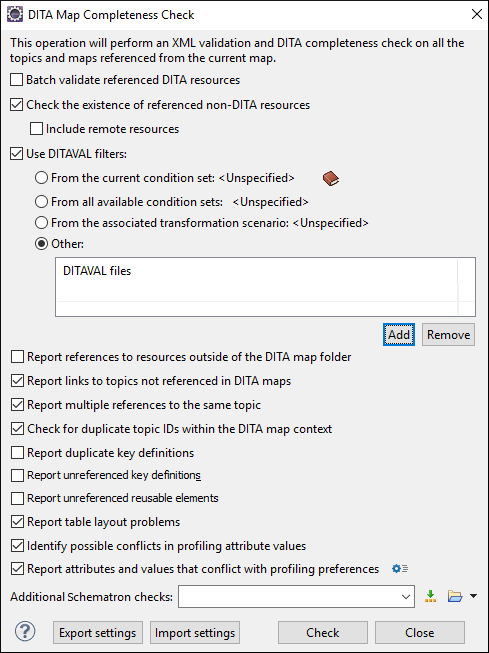 DITA Map Completeness Check
This operation will perform an XML validation and DITA completeness check on all the
topics and maps referenced from the current map.
Batch validate referenced DITA resources
Check the existence of referenced non-DITA resources
Include remote resources
Use DITAVAL filters:
From the current condition set: <Unspecified>
From all available condition sets: <Unspecified>
From the associated transformation scenario: <Unspecified>
Other:
DITAVAL files
Add Remove
Report references to resources outside of the DITA map folder
Report links to topics not referenced in DITA maps
Report multiple references to the same topic
Check for duplicate topic IDs within the DITA map context
Report duplicate key definitions
Report unreferenced key definitions
Report unreferenced reusable elements
Report table layout problems
Identify possible conflicts in profiling attribute values
Report attributes and values that conflict with profiling preferences
Additional Schematron checks:
? Export settings Import settings Check Close